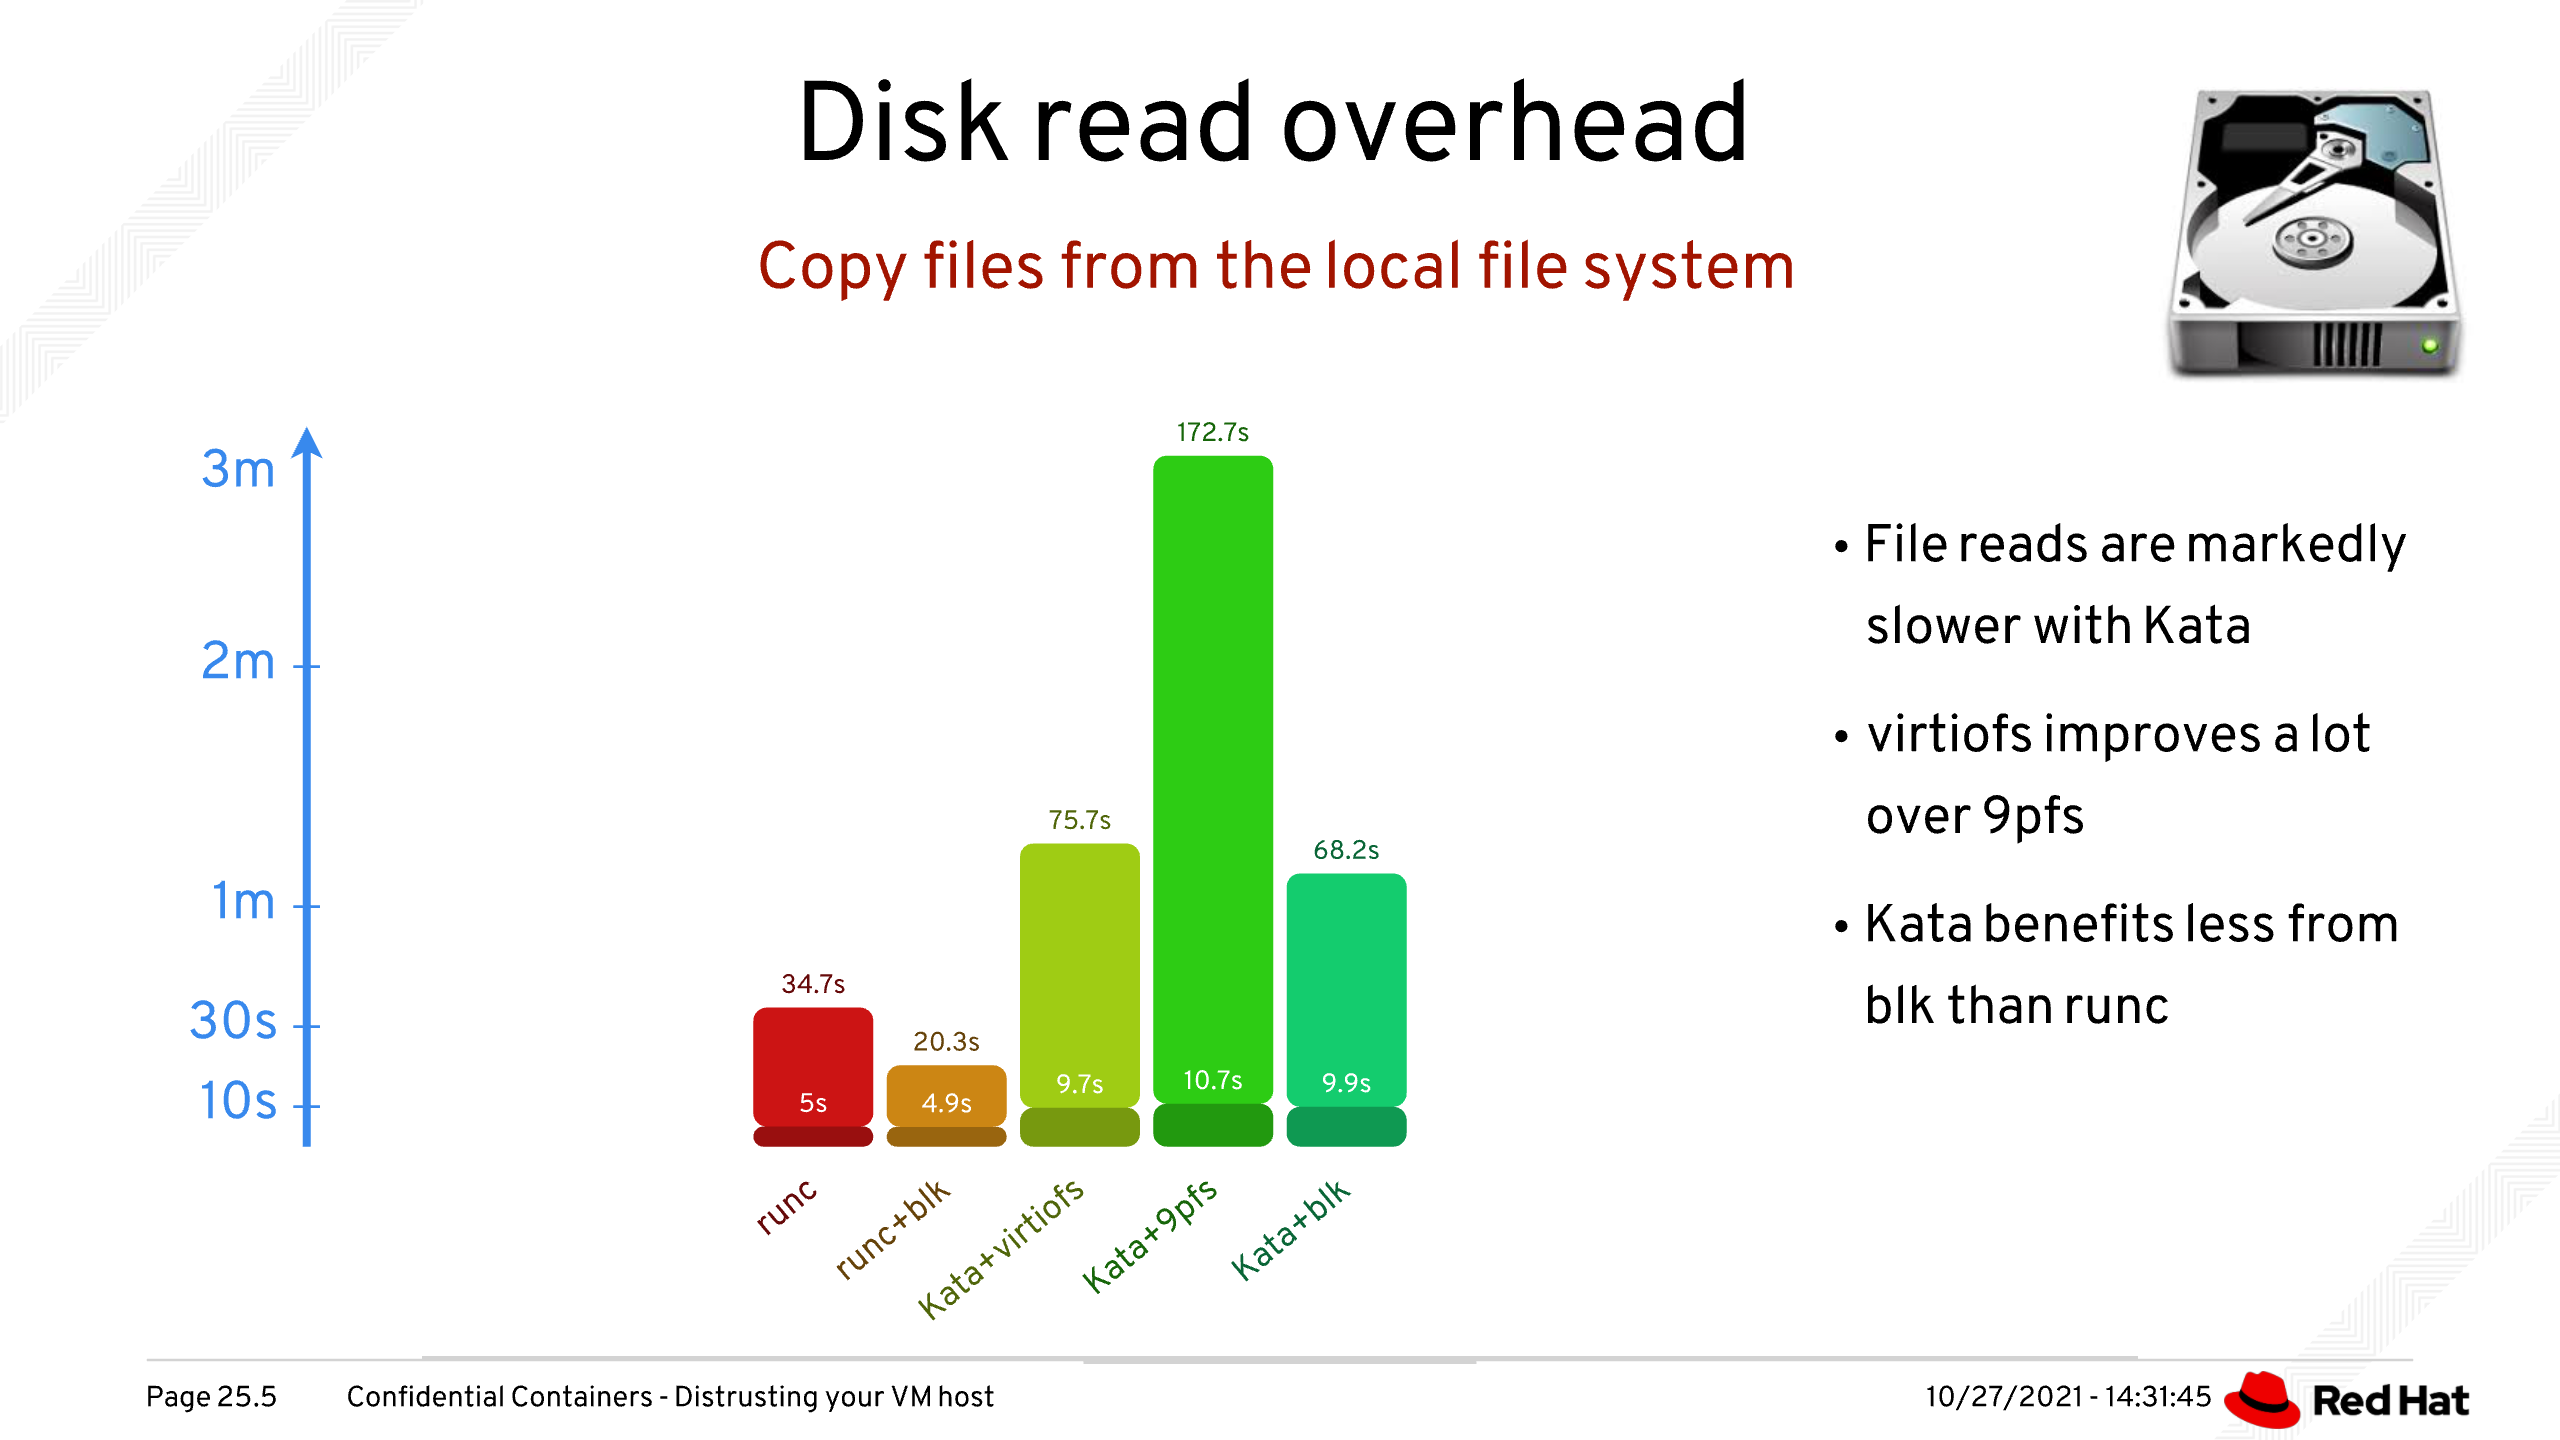 Disk read overhead
Copy files from the local file system
3m
2m
1m
30s
10s
172.7s
75.7s
68.2s
34.7s
20.3s
5s
4.9s
9.7s
10.7s
9.9s
runc
runc+blk
Kata+virtiofs
Kata+9pfs
Kata+blk
• File reads are markedly
slower with Kata
• virtiofs improves a lot
over 9pfs
• Kata benefits less from
blk than runc
Page 25.5 Confidential Containers - Distrusting your VM host
10/27/2021 - 14:31:45 Red Hat